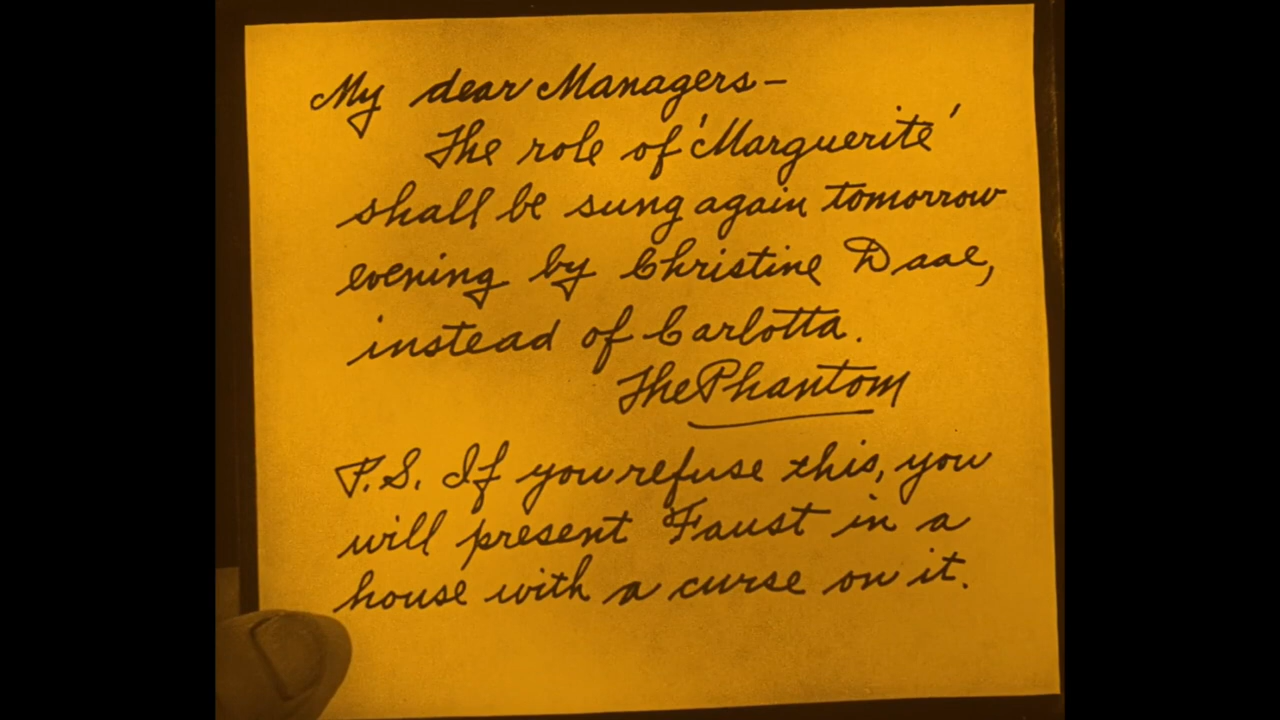 My dear Managers-
The role of 'Marguerite'
shall be sung again tomorrow
evening by Christine Daae,
instead of Carlotta.
The Phantom
P.S. If you refuse this, you
will present Faust in a
house with a curse on it.